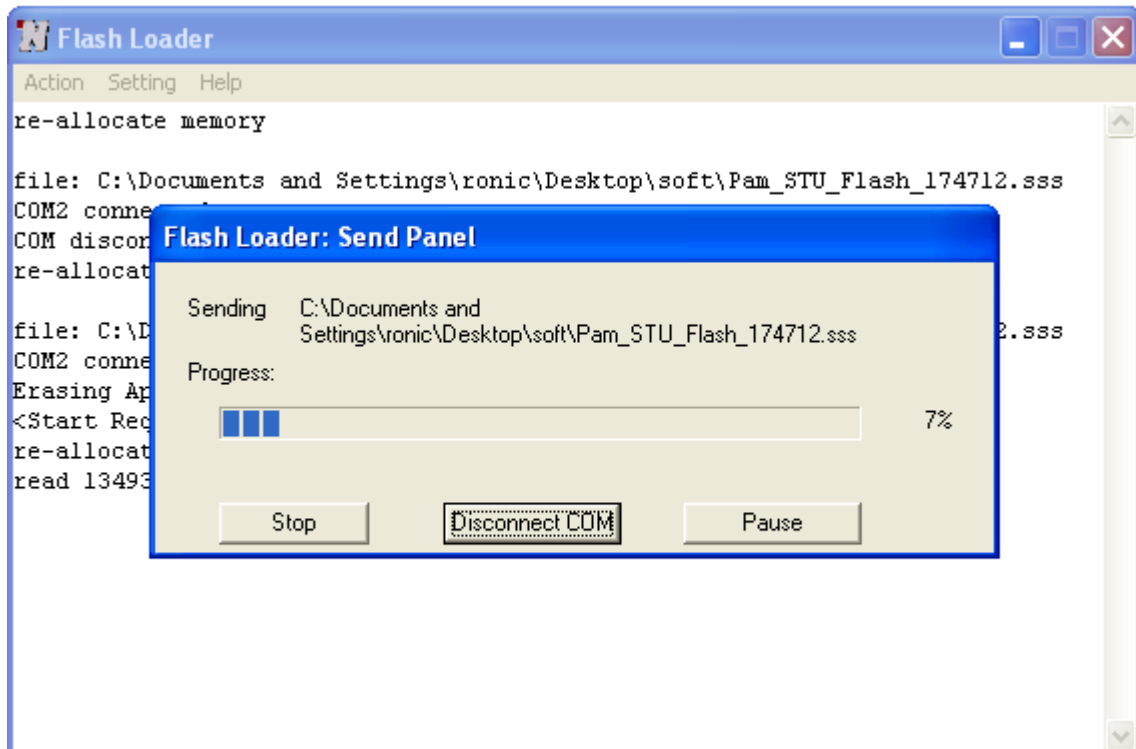 Flash Loader
Action Setting Help
re-allocate memory
file: C:\Documents and Settings\ronic\Desktop\soft\Pam_STU_Flash_174712.sss
COM2 conne
COM discon
re-allocat
file: C:\D 2.sss
COM2 conne
Erasing Ap
<Start Req
re-allocat
read 13493
Flash Loader: Send Panel
Sending C:\Documents and
Settings\ronic\Desktop\soft\Pam_STU_Flash_174712.sss
Progress:
7%
Stop Disconnect COM Pause